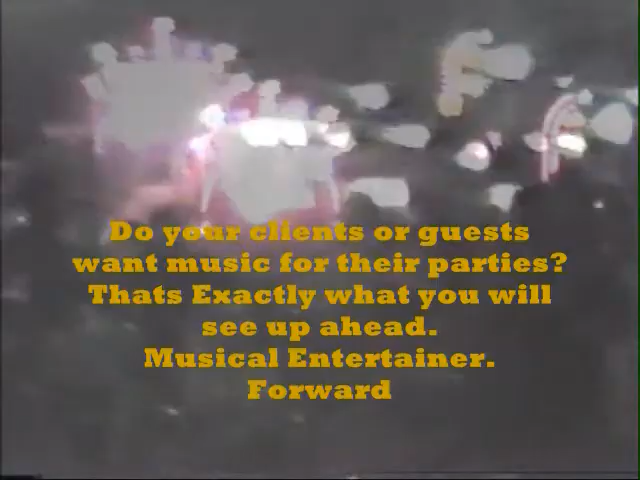 Do your clients or guests
want music for their parties?
Thats Exactly what you will
see up ahead.
Musical Entertainer.
Forward